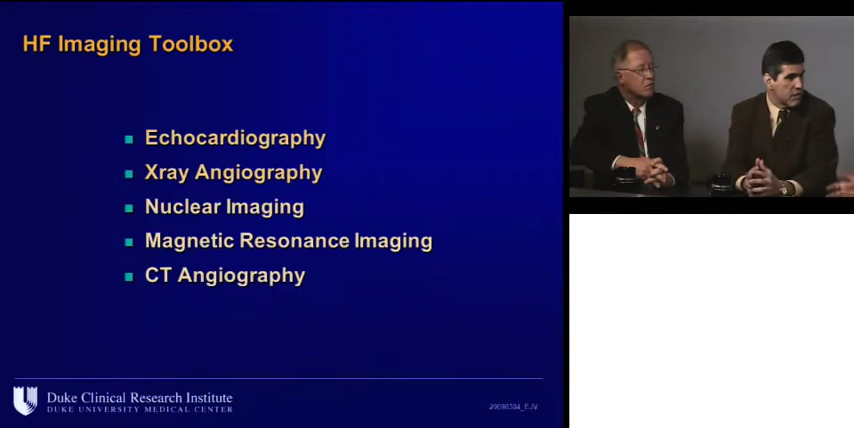 HF Imaging Toolbox
Echocardiography
Xray Angiography
Nuclear Imaging
Magnetic Resonance Imaging
CT Angiography
Duke Clinical Research Institute
DUKE UNIVERSITY MEDICAL CENTER
20090304_EJV